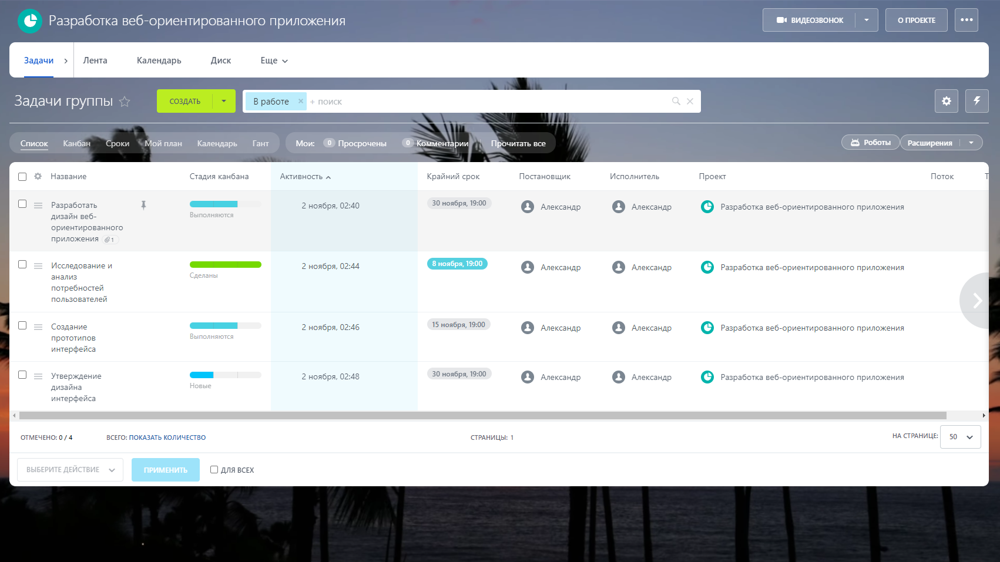 Разработка веб-ориентированного приложения
ВИДЕОЗВОНОК
О ПРОЕКТЕ
Задачи
Лента
Календарь
Диск
Еще
Задачи группы
СОЗДАТЬ
В работе
+ поиск
Список
Канбан
Сроки
Мой план
Календарь
Гант
Мои:
0 Просрочены
0 Комментарии
Прочитать все
Роботы
Расширения
Название
Стадия канбана
Активность
Крайний срок
Постановщик
Исполнитель
Проект
Поток
Разработать
дизайн веб-
ориентированного
приложения 1
Выполняются
2 ноября, 02:40
30 ноября, 19:00
Александр
Александр
Разработка веб-ориентированного приложения
Исследование и
анализ
потребностей
пользователей
Сделаны
2 ноября, 02:44
8 ноября, 19:00
Александр
Александр
Разработка веб-ориентированного приложения
Создание
прототипов
интерфейса
Выполняются
2 ноября, 02:46
15 ноября, 19:00
Александр
Александр
Разработка веб-ориентированного приложения
Утверждение
дизайна
интерфейса
Новые
2 ноября, 02:48
30 ноября, 19:00
Александр
Александр
Разработка веб-ориентированного приложения
ОТМЕЧЕНО: 0 / 4
ВСЕГО: ПОКАЗАТЬ КОЛИЧЕСТВО
СТРАНИЦЫ: 1
НА СТРАНИЦЕ: 50
ВЫБЕРИТЕ ДЕЙСТВИЕ
ПРИМЕНИТЬ
ДЛЯ ВСЕХ